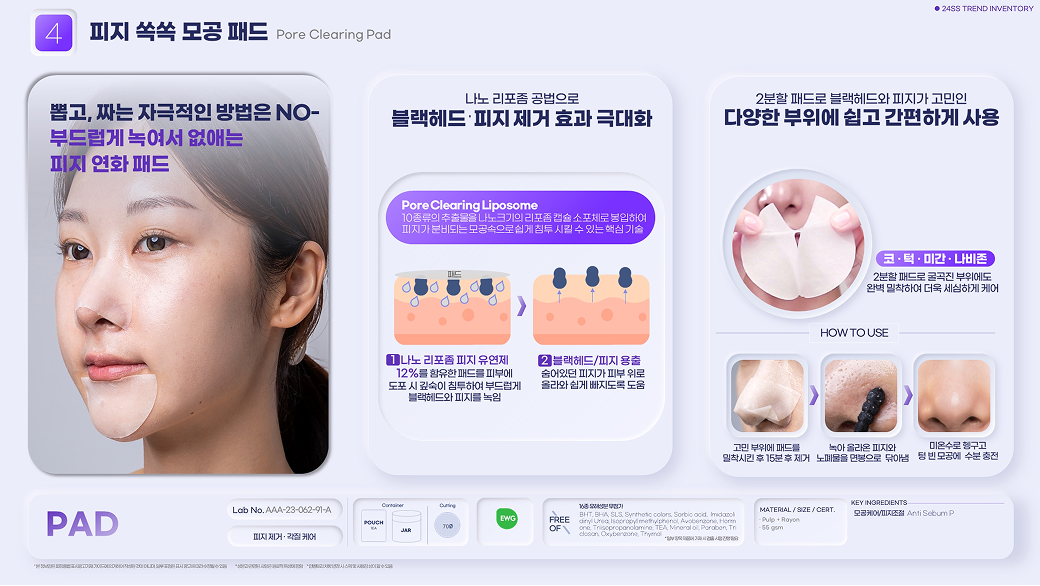 24SS TREND INVENTORY
4
피지 쏙쏙 모공 패드 Pore Clearing Pad
뽑고, 짜는 자극적인 방법은 NO-
부드럽게 녹여서 없애는
피지 연화 패드
나노 리포좀 공법으로
블랙헤드·피지 제거 효과 극대화
Pore Clearing Liposome
10종류의 추출물을 나노크기의 리포좀 캡슐 소포체로 봉입하여
피지가 분비되는 모공속으로 쉽게 침투 시킬 수 있는 핵심 기술
패드
1 나노 리포좀 피지 유연제
12%를 함유한 패드를 피부에
도포 시 깊숙이 침투하여 부드럽게
블랙헤드와 피지를 녹임
2 블랙헤드/피지 용출
숨어있던 피지가 피부 위로
올라와 쉽게 빠지도록 도움
2분할 패드로 블랙헤드와 피지가 고민인
다양한 부위에 쉽고 간편하게 사용
코 · 턱 · 미간 · 나비존
2분할 패드로 굴곡진 부위에도
완벽 밀착하여 더욱 세심하게 케어
HOW TO USE
고민 부위에 패드를
밀착시킨 후 15분 후 제거
녹아 올라온 피지와
노폐물을 면봉으로 닦아냄
미온수로 헹구고
텅 빈 모공에 수분 충전
PAD
Lab No. AAA-23-062-91-A
피지 제거 · 각질 케어
Container
POUCH
JAR
Cutting
70Ø
EWG
FREE
OF
16종 유해성분 무첨가
BHT, BHA, SLS, Synthetic colors, Sorbic acid, Imidazoli
dinyl Urea, Isopropyl methylphenol, Avobenzone, Horm
one, Triisopropanolamine, TEA, Mineral oil, Paraben, Tri
closan, Oxybenzone, Thymol
MATERIAL / SIZE / CERT.
· Pulp + Rayon
· 55 gsm
KEY INGREDIENTS
모공케어/피지조절 Anti Sebum P